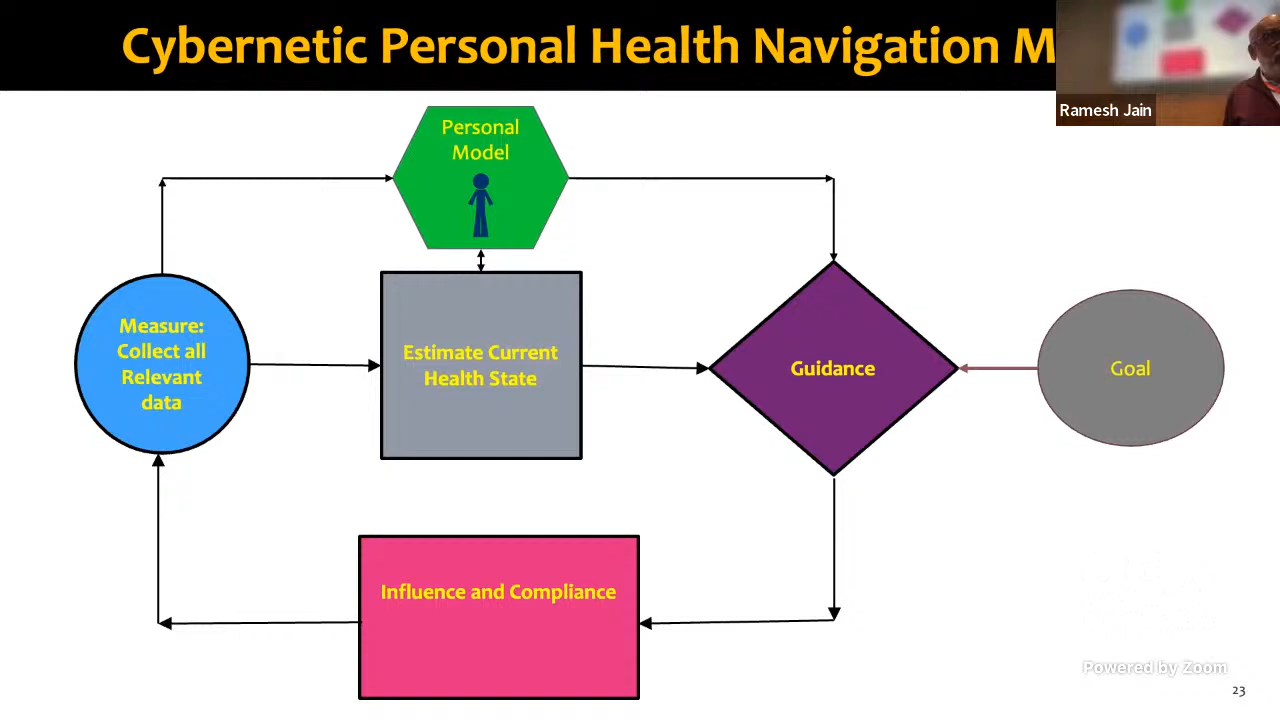 Cybernetic Personal Health Navigation M
Ramesh Jain
Personal
Model
Measure:
Collect all
Relevant
data
Estimate Current
Health State
Guidance
Goal
Influence and Compliance
Powered by Zoom
23